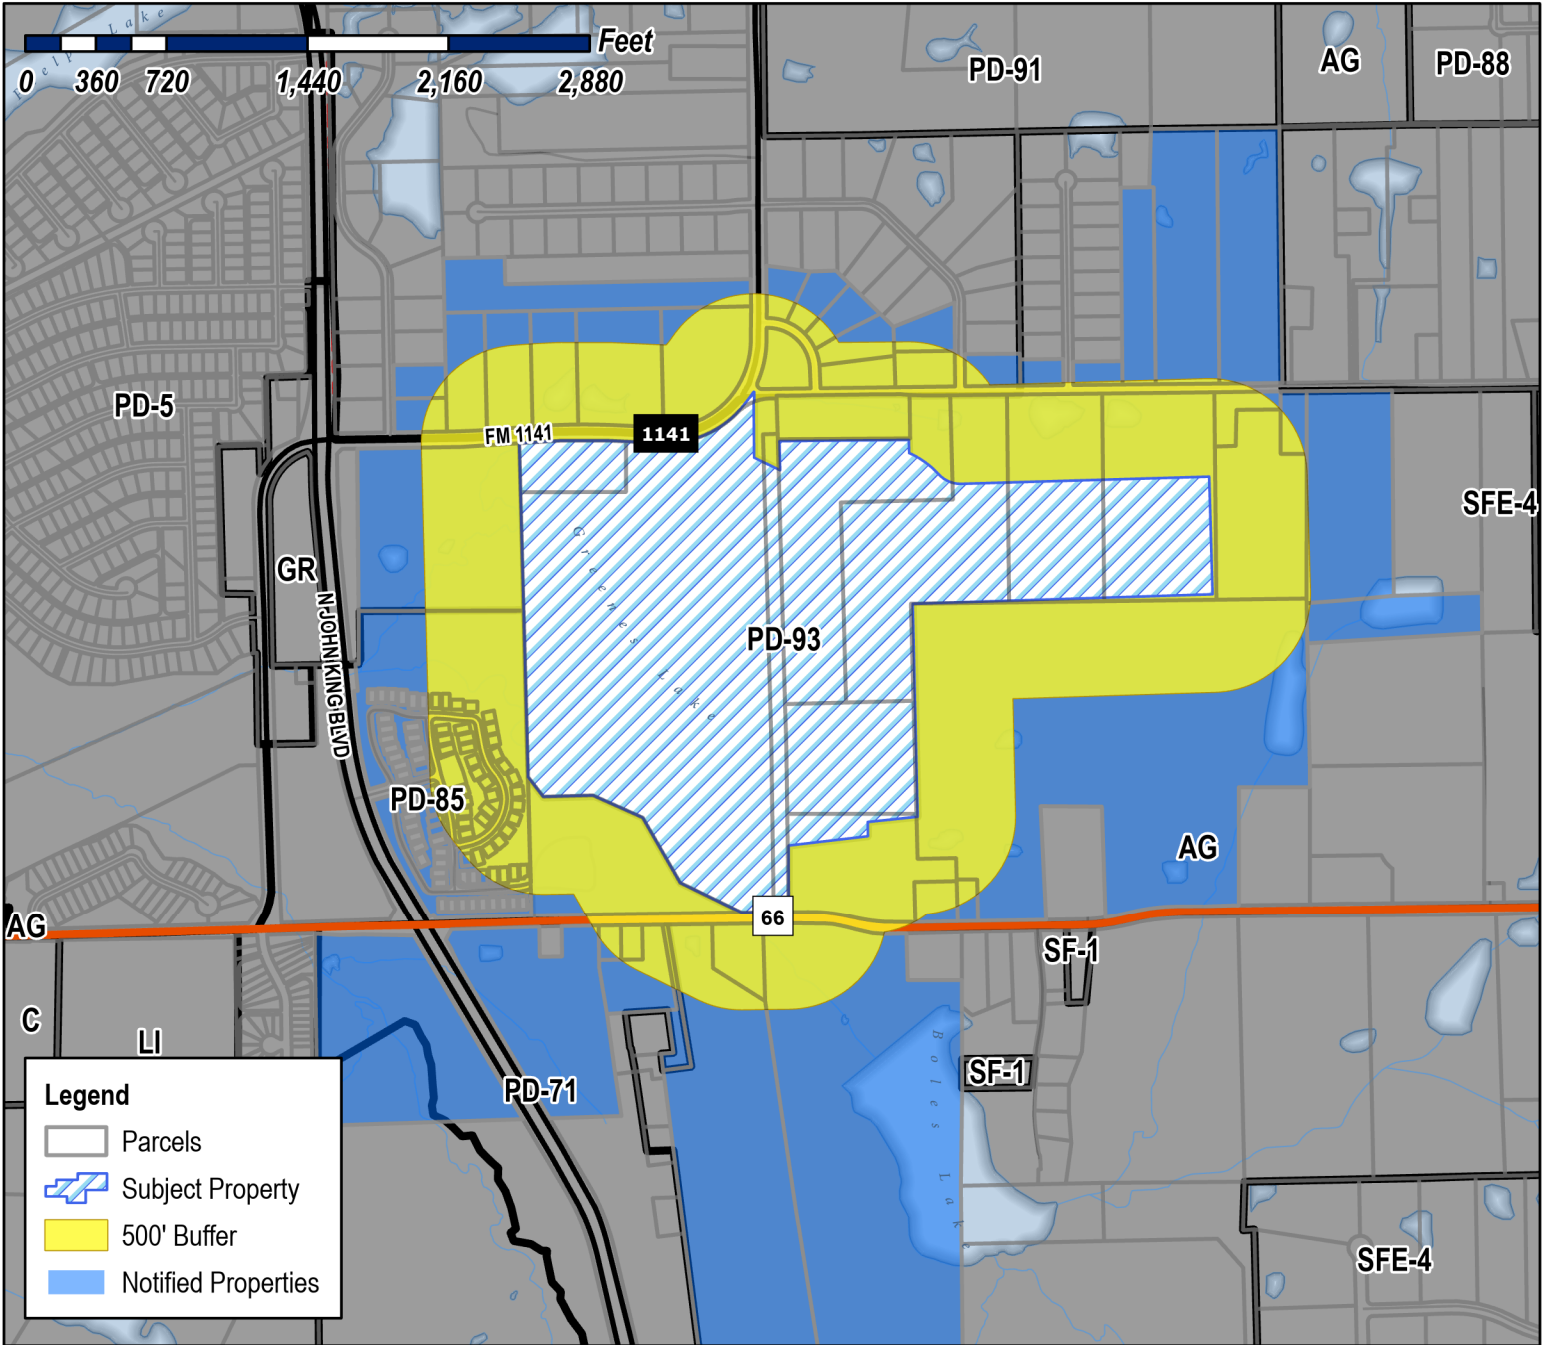 Feet
0 360 720 1,440 2,160 2,880
PD-91
AG
PD-88
PD-5
FM 1141
1141
SFE-4
GR
N JOHN KING BLVD
Greenes Lake
PD-93
PD-85
AG
AG
66
SF-1
C
LI
SF-1
Boles Lake
PD-71
SFE-4
Legend
Parcels
Subject Property
500' Buffer
Notified Properties